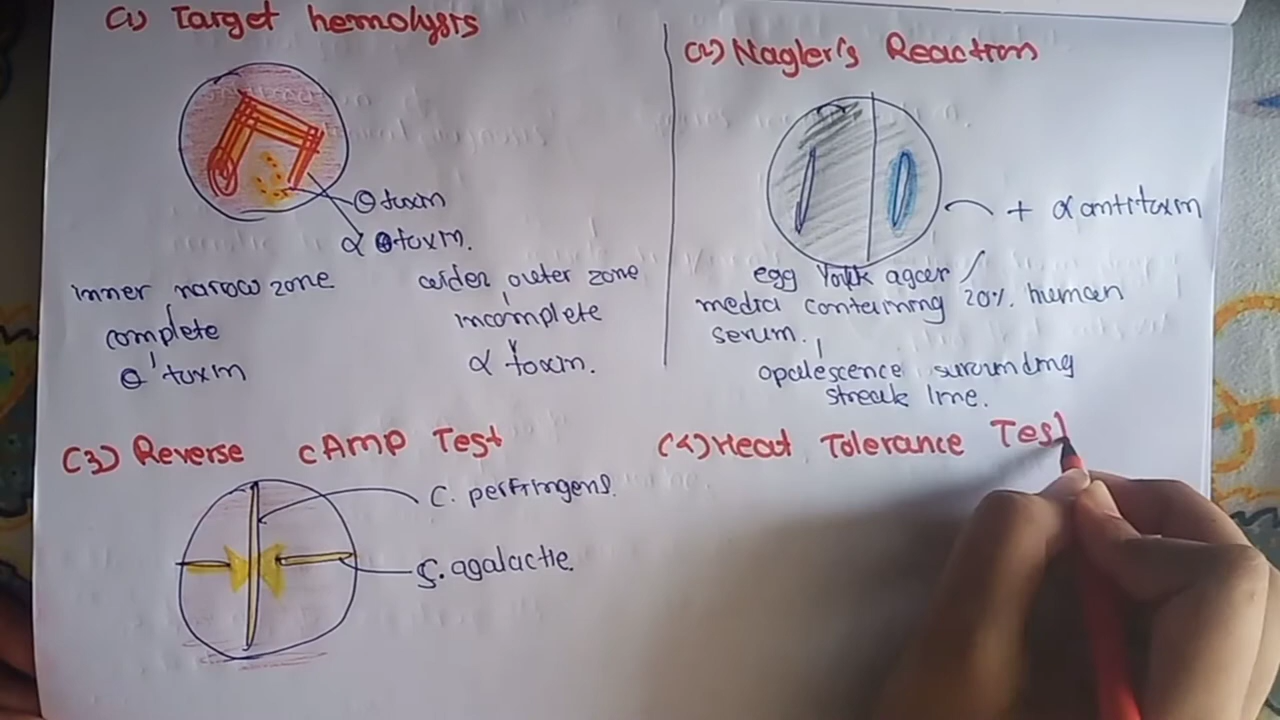 (1) Target hemolysis
θ toxin
α θ toxin.
inner narow zone
complete
θ toxin
wider outer zone
incomplete
α toxin.
(2) Nagler's Reaction
+ α antitoxin
egg Yolk agar
media containing 20% human
serum.
opalescence surounding
streak line.
(3) Reverse cAmp Test
C. perfringens.
S. agalactie.
(4) Heat Tolerance Test